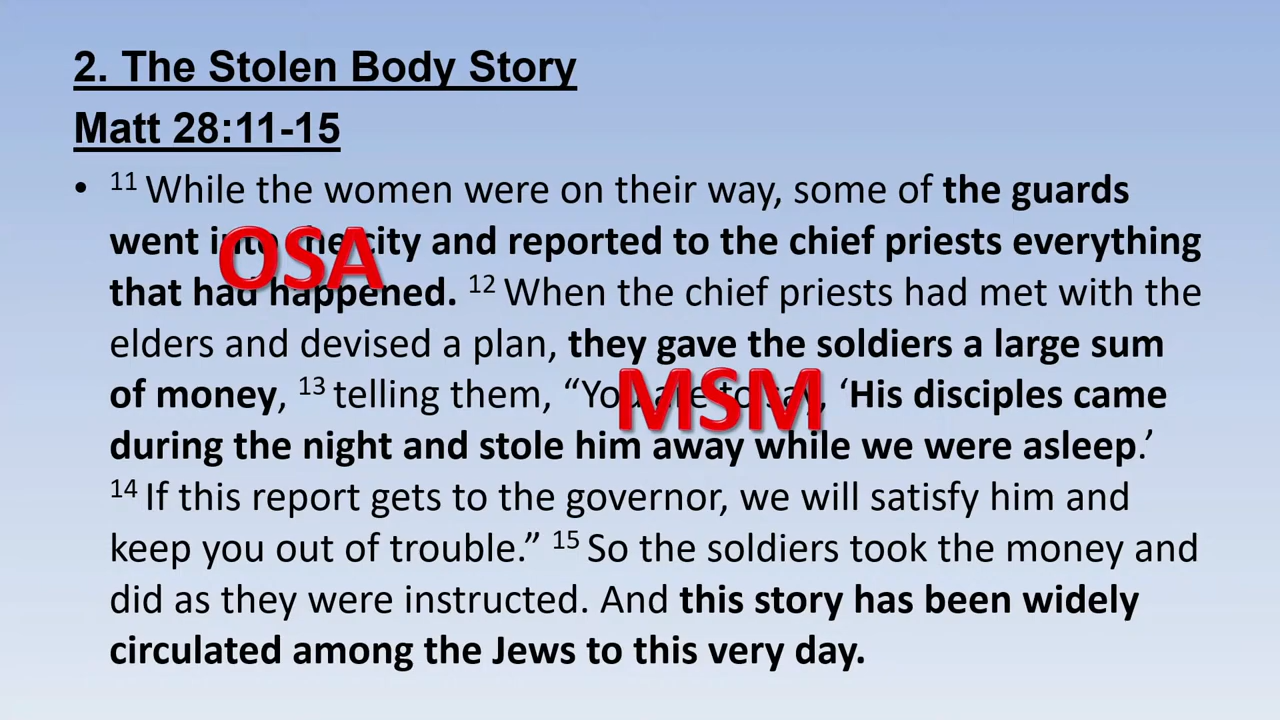 2. The Stolen Body Story
Matt 28:11-15
• 11 While the women were on their way, some of the guards
went into the city and reported to the chief priests everything
OSA
that had happened. 12 When the chief priests had met with the
elders and devised a plan, they gave the soldiers a large sum
of money, 13 telling them, “You are to say, ‘His disciples came
MSM
during the night and stole him away while we were asleep.’
14 If this report gets to the governor, we will satisfy him and
keep you out of trouble.” 15 So the soldiers took the money and
did as they were instructed. And this story has been widely
circulated among the Jews to this very day.